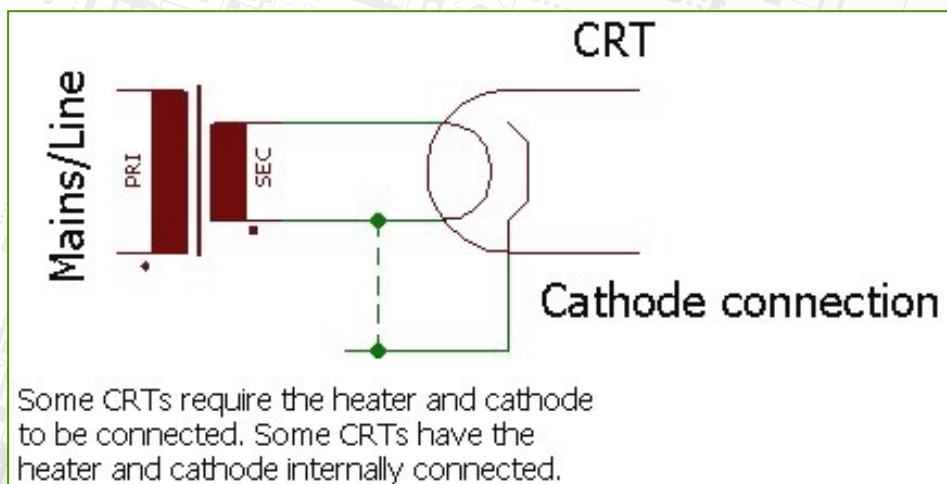 CRT
Mains/Line
PRI
SEC
Cathode connection
Some CRTs require the heater and cathode
to be connected. Some CRTs have the
heater and cathode internally connected.